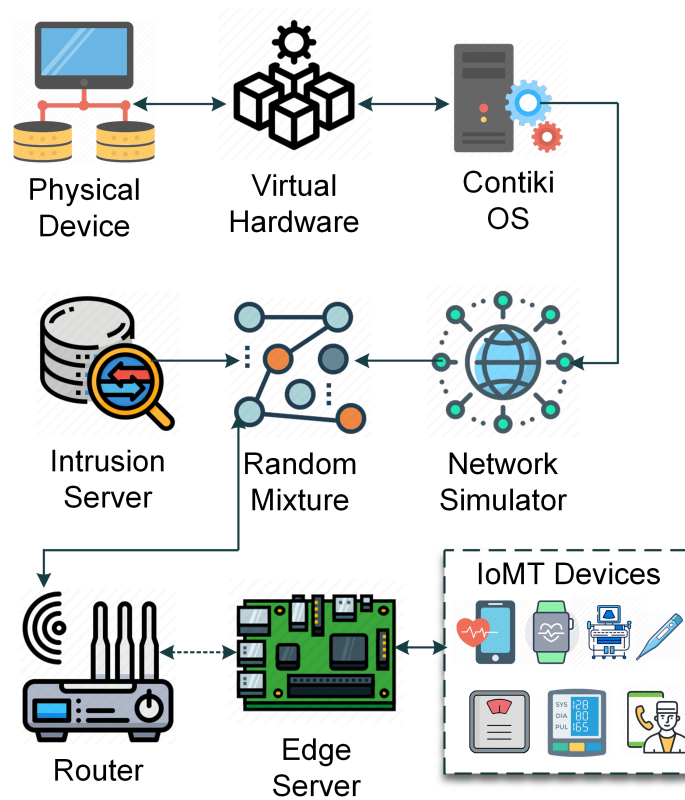 Physical
Device
Virtual
Hardware
Contiki
OS
Intrusion
Server
Random
Mixture
Network
Simulator
Router
Edge
Server
IoMT Devices
SYS 128
DIA 80
PUL 165